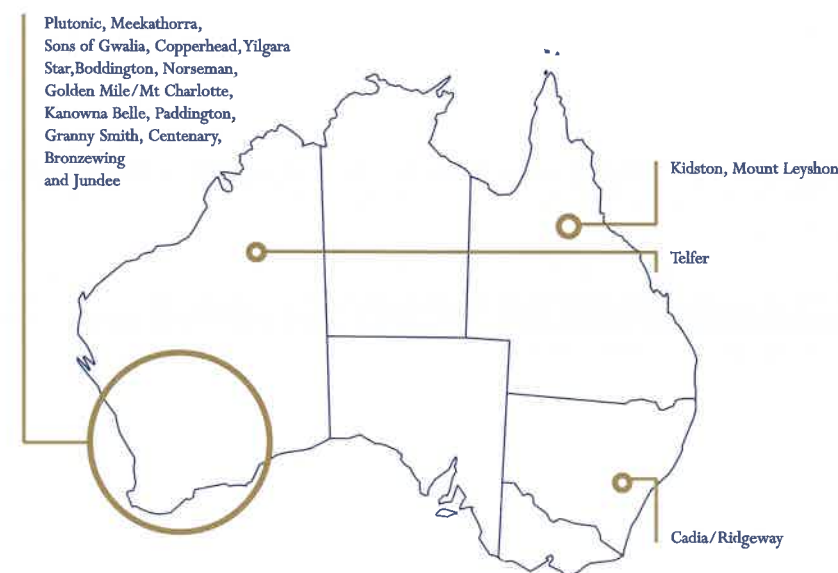 Plutonic, Meekathorra,
Sons of Gwalia, Copperhead, Yilgara
Star,Boddington, Norseman,
Golden Mile/Mt Charlotte,
Kanowna Belle, Paddington,
Granny Smith, Centenary,
Bronzewing
and Jundee
Kidston, Mount Leyshon
Telfer
Cadia/Ridgeway